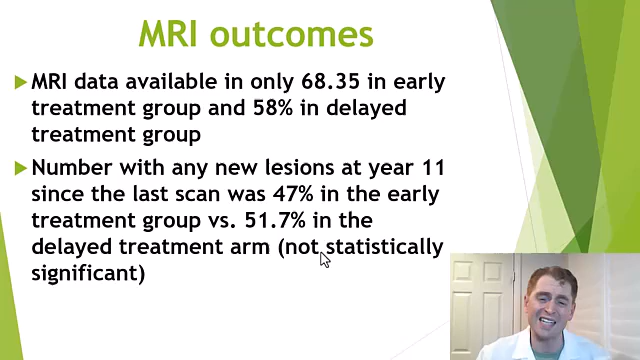 MRI outcomes
MRI data available in only 68.35 in early
treatment group and 58% in delayed
treatment group
Number with any new lesions at year 11
since the last scan was 47% in the early
treatment group vs. 51.7% in the
delayed treatment arm (not statistically
significant)